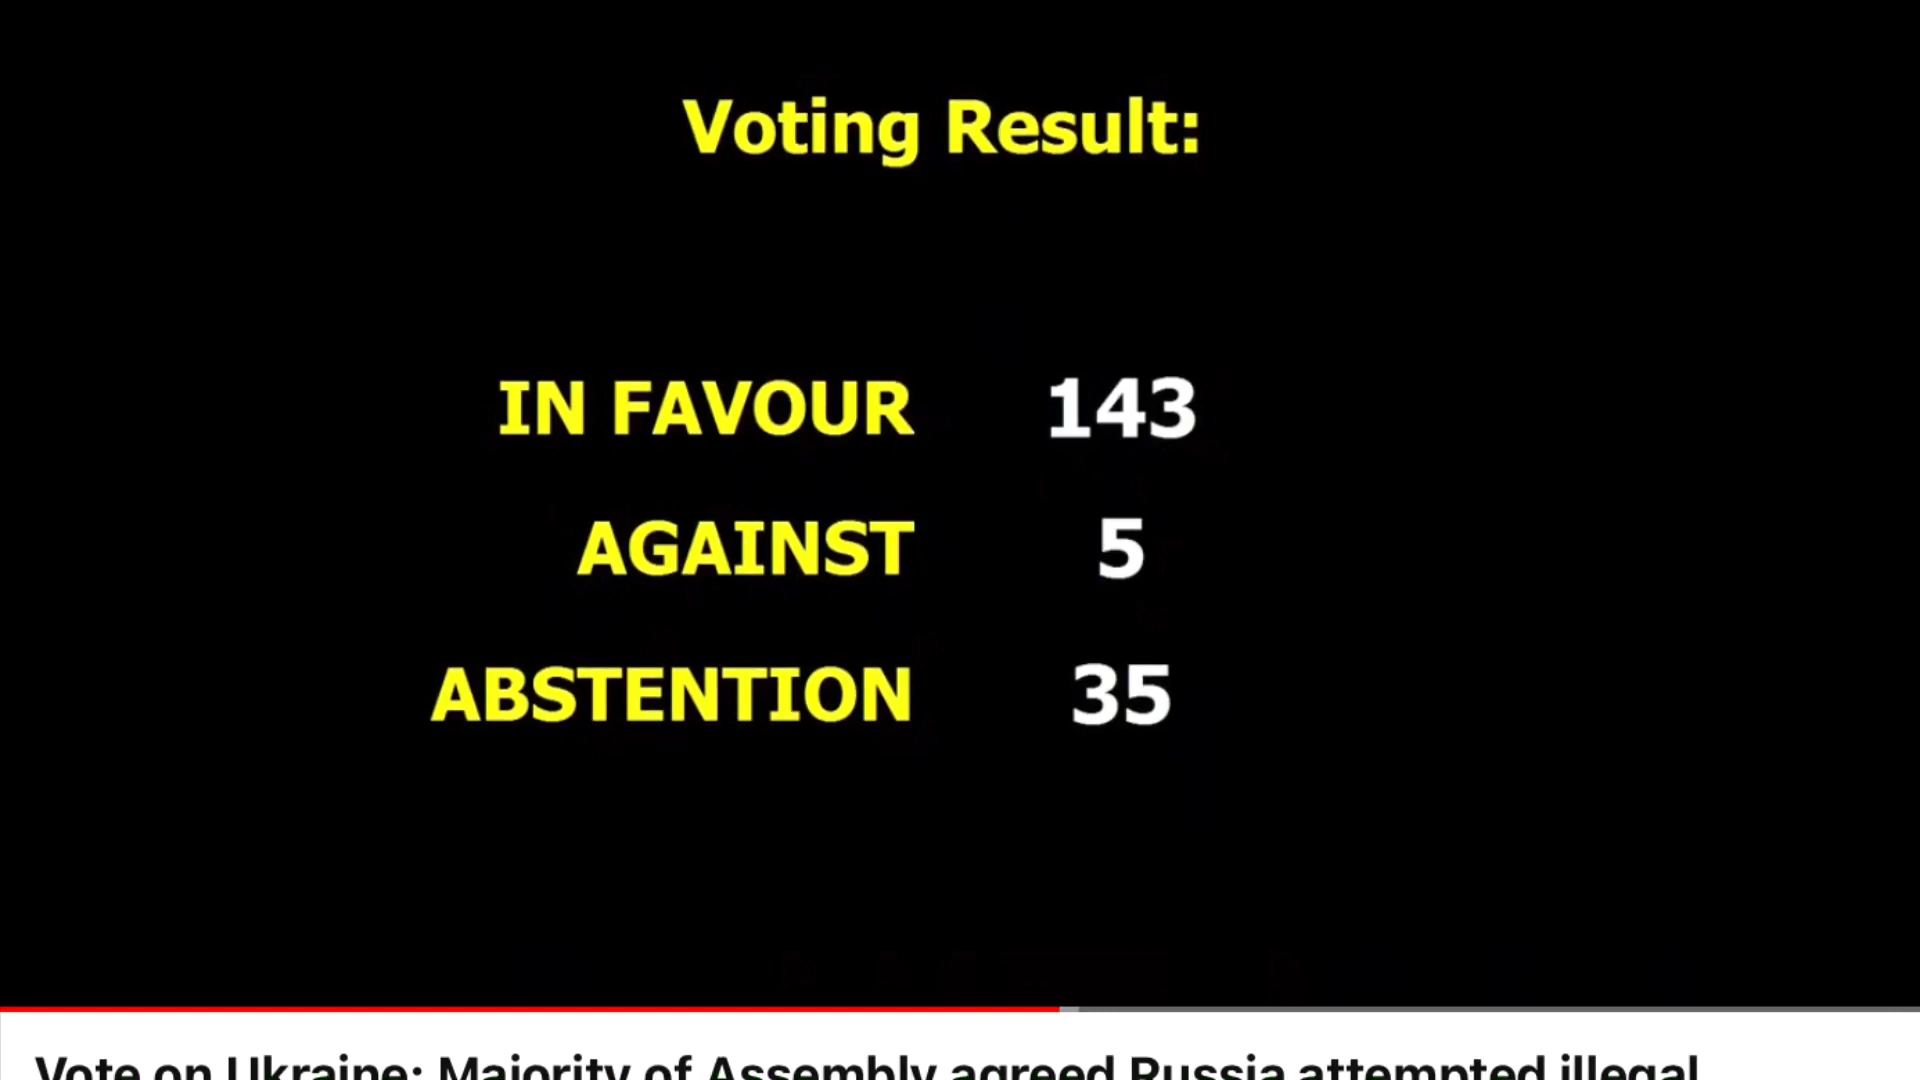 Voting Result:
IN FAVOUR 143
AGAINST 5
ABSTENTION 35
Vote on Ukraine: Majority of Assembly agreed Russia attempted illegal